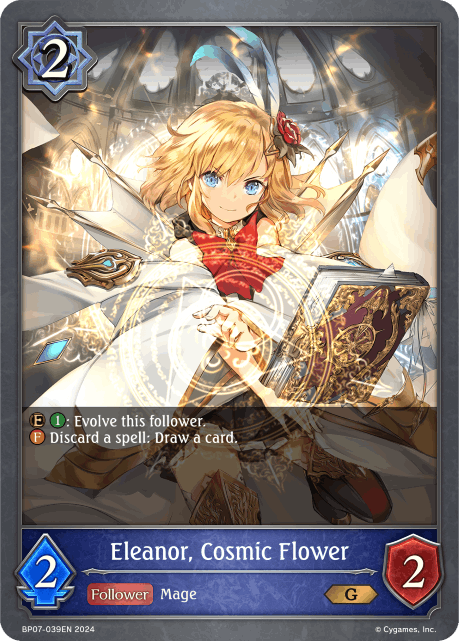 2
E 1: Evolve this follower.
F Discard a spell: Draw a card.
Eleanor, Cosmic Flower
2
Follower Mage G
2
BP07-039EN 2024 © Cygames, Inc.